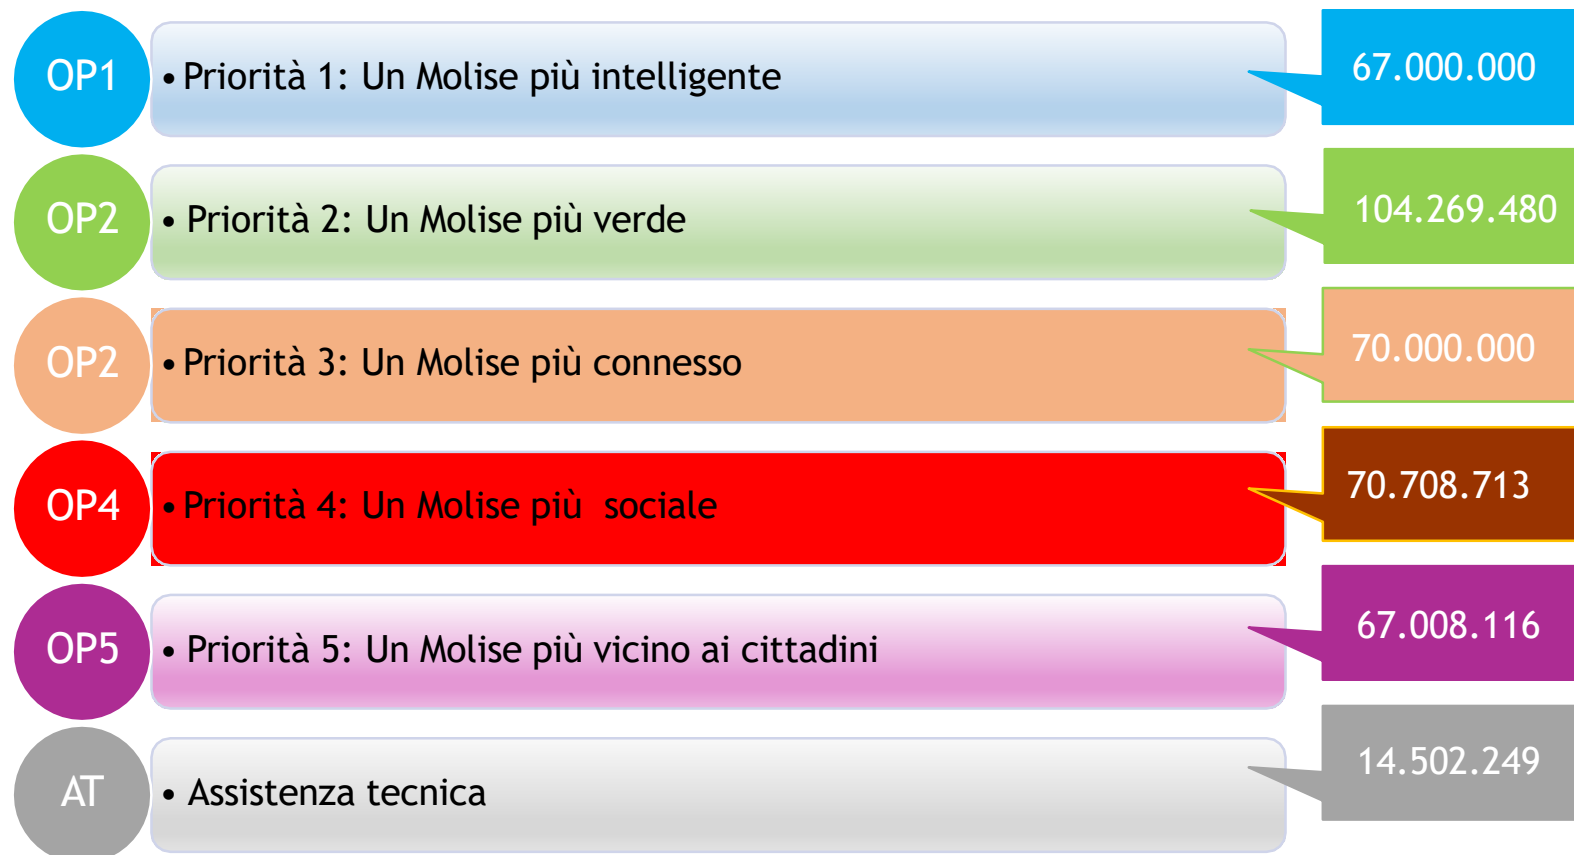 OP1 • Priorità 1: Un Molise più intelligente 67.000.000
OP2 • Priorità 2: Un Molise più verde 104.269.480
OP2 • Priorità 3: Un Molise più connesso 70.000.000
OP4 • Priorità 4: Un Molise più  sociale 70.708.713
OP5 • Priorità 5: Un Molise più vicino ai cittadini 67.008.116
AT • Assistenza tecnica 14.502.249